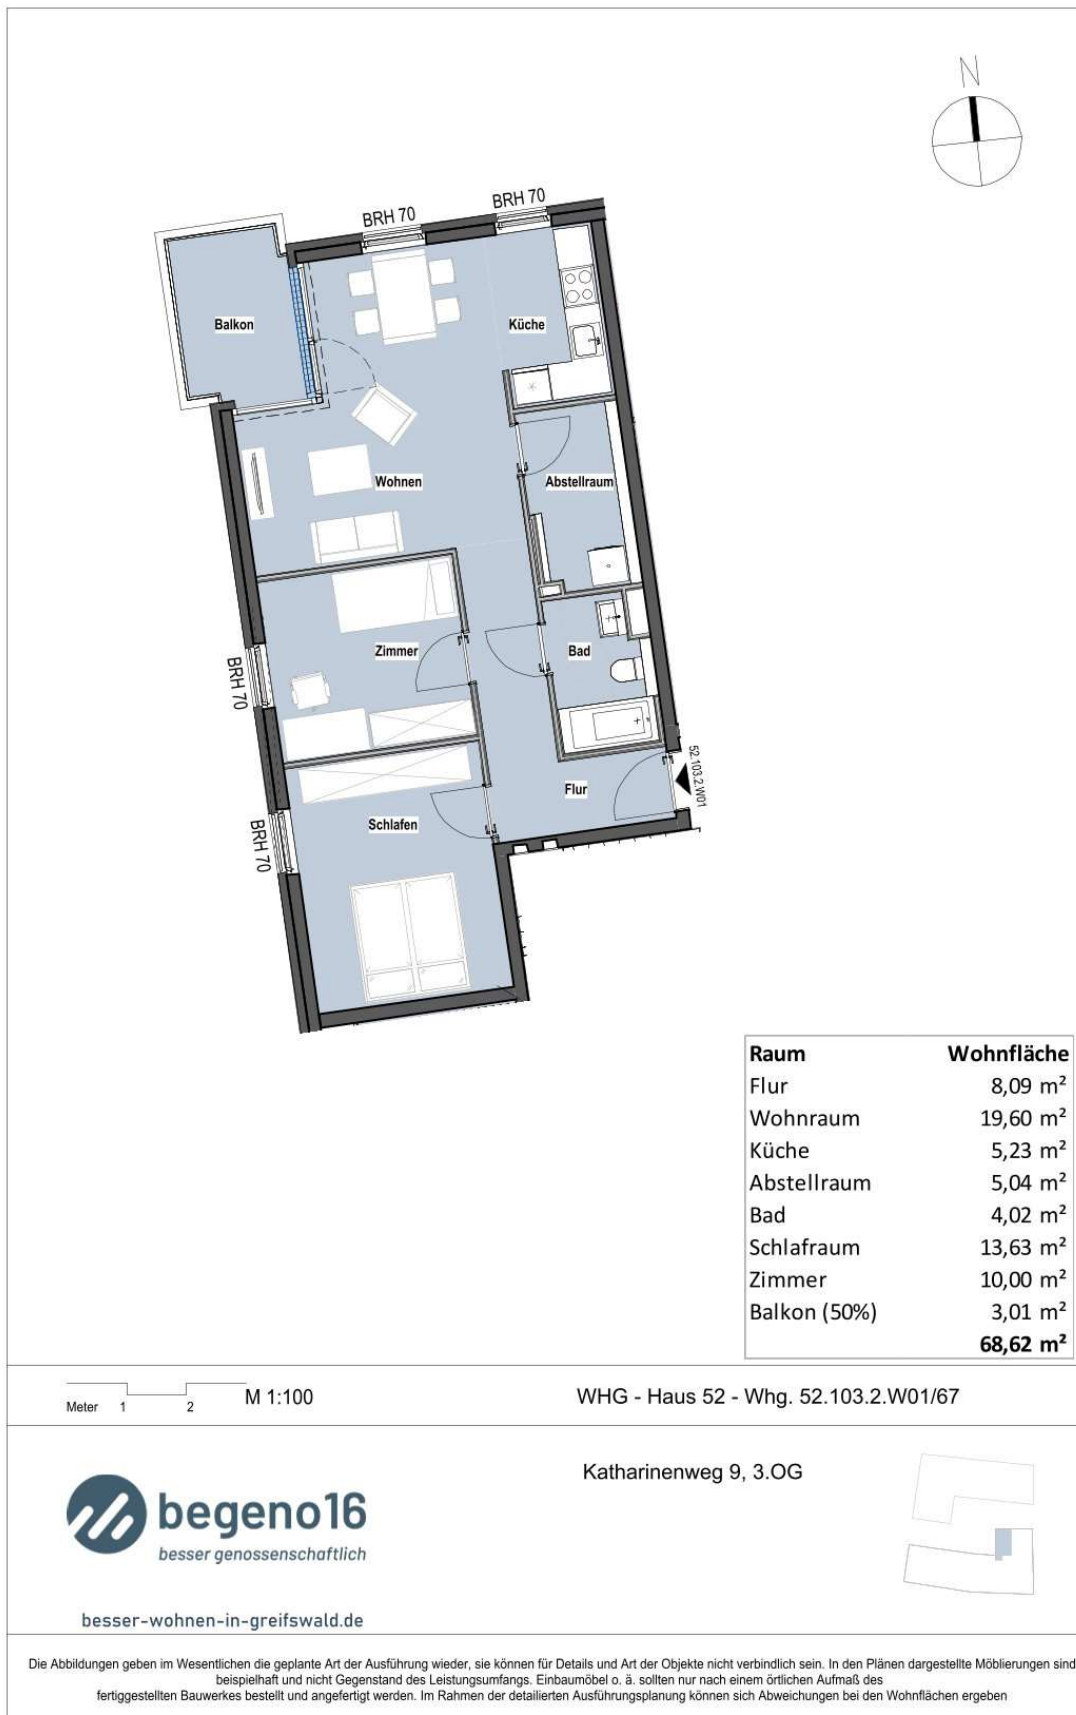 N
BRH 70
BRH 70
Balkon
Küche
Wohnen
Abstellraum
Zimmer
Bad
BRH 70
52.103.2.W01
Flur
Schlafen
BRH 70
Raum Wohnfläche
Flur 8,09 m²
Wohnraum 19,60 m²
Küche 5,23 m²
Abstellraum 5,04 m²
Bad 4,02 m²
Schlafraum 13,63 m²
Zimmer 10,00 m²
Balkon (50%) 3,01 m²
68,62 m²
Meter 1 2 M 1:100
WHG - Haus 52 - Whg. 52.103.2.W01/67
Katharinenweg 9, 3.OG
begeno16
besser genossenschaftlich
besser-wohnen-in-greifswald.de
Die Abbildungen geben im Wesentlichen die geplante Art der Ausführung wieder, sie können für Details und Art der Objekte nicht verbindlich sein. In den Plänen dargestellte Möblierungen sind
beispielhaft und nicht Gegenstand des Leistungsumfangs. Einbaumöbel o. ä. sollten nur nach einem örtlichen Aufmaß des
fertiggestellten Bauwerkes bestellt und angefertigt werden. Im Rahmen der detailierten Ausführungsplanung können sich Abweichungen bei den Wohnflächen ergeben